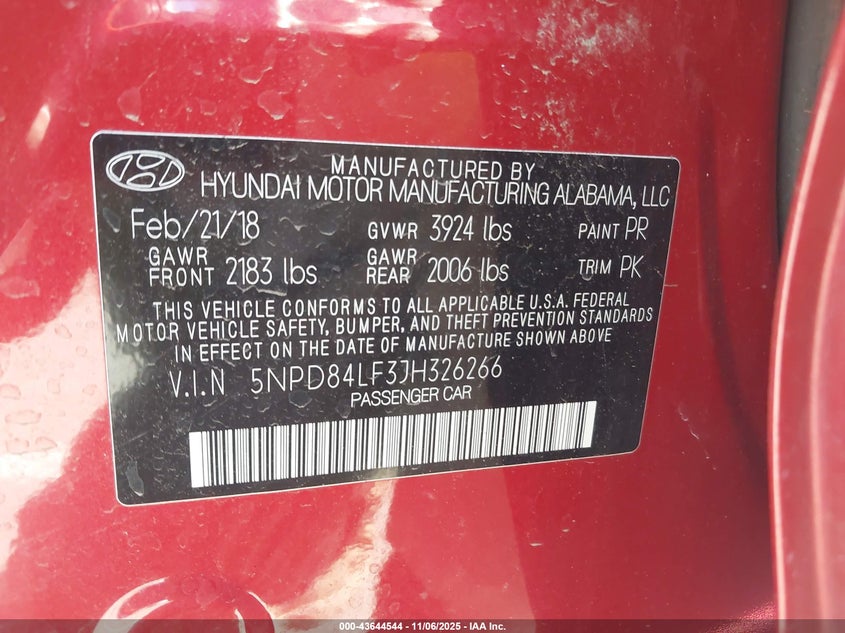 MANUFACTURED BY
HYUNDAI MOTOR MANUFACTURING ALABAMA, LLC
Feb/21/18 GVWR 3924 lbs PAINT PR
GAWR FRONT 2183 lbs GAWR REAR 2006 lbs TRIM PK
THIS VEHICLE CONFORMS TO ALL APPLICABLE U.S.A. FEDERAL
MOTOR VEHICLE SAFETY, BUMPER, AND THEFT PREVENTION STANDARDS
IN EFFECT ON THE DATE OF MANUFACTURE SHOWN ABOVE
V.I.N 5NPD84LF3JH326266
PASSENGER CAR
000-43644544 - 11/06/2025 - IAA Inc.